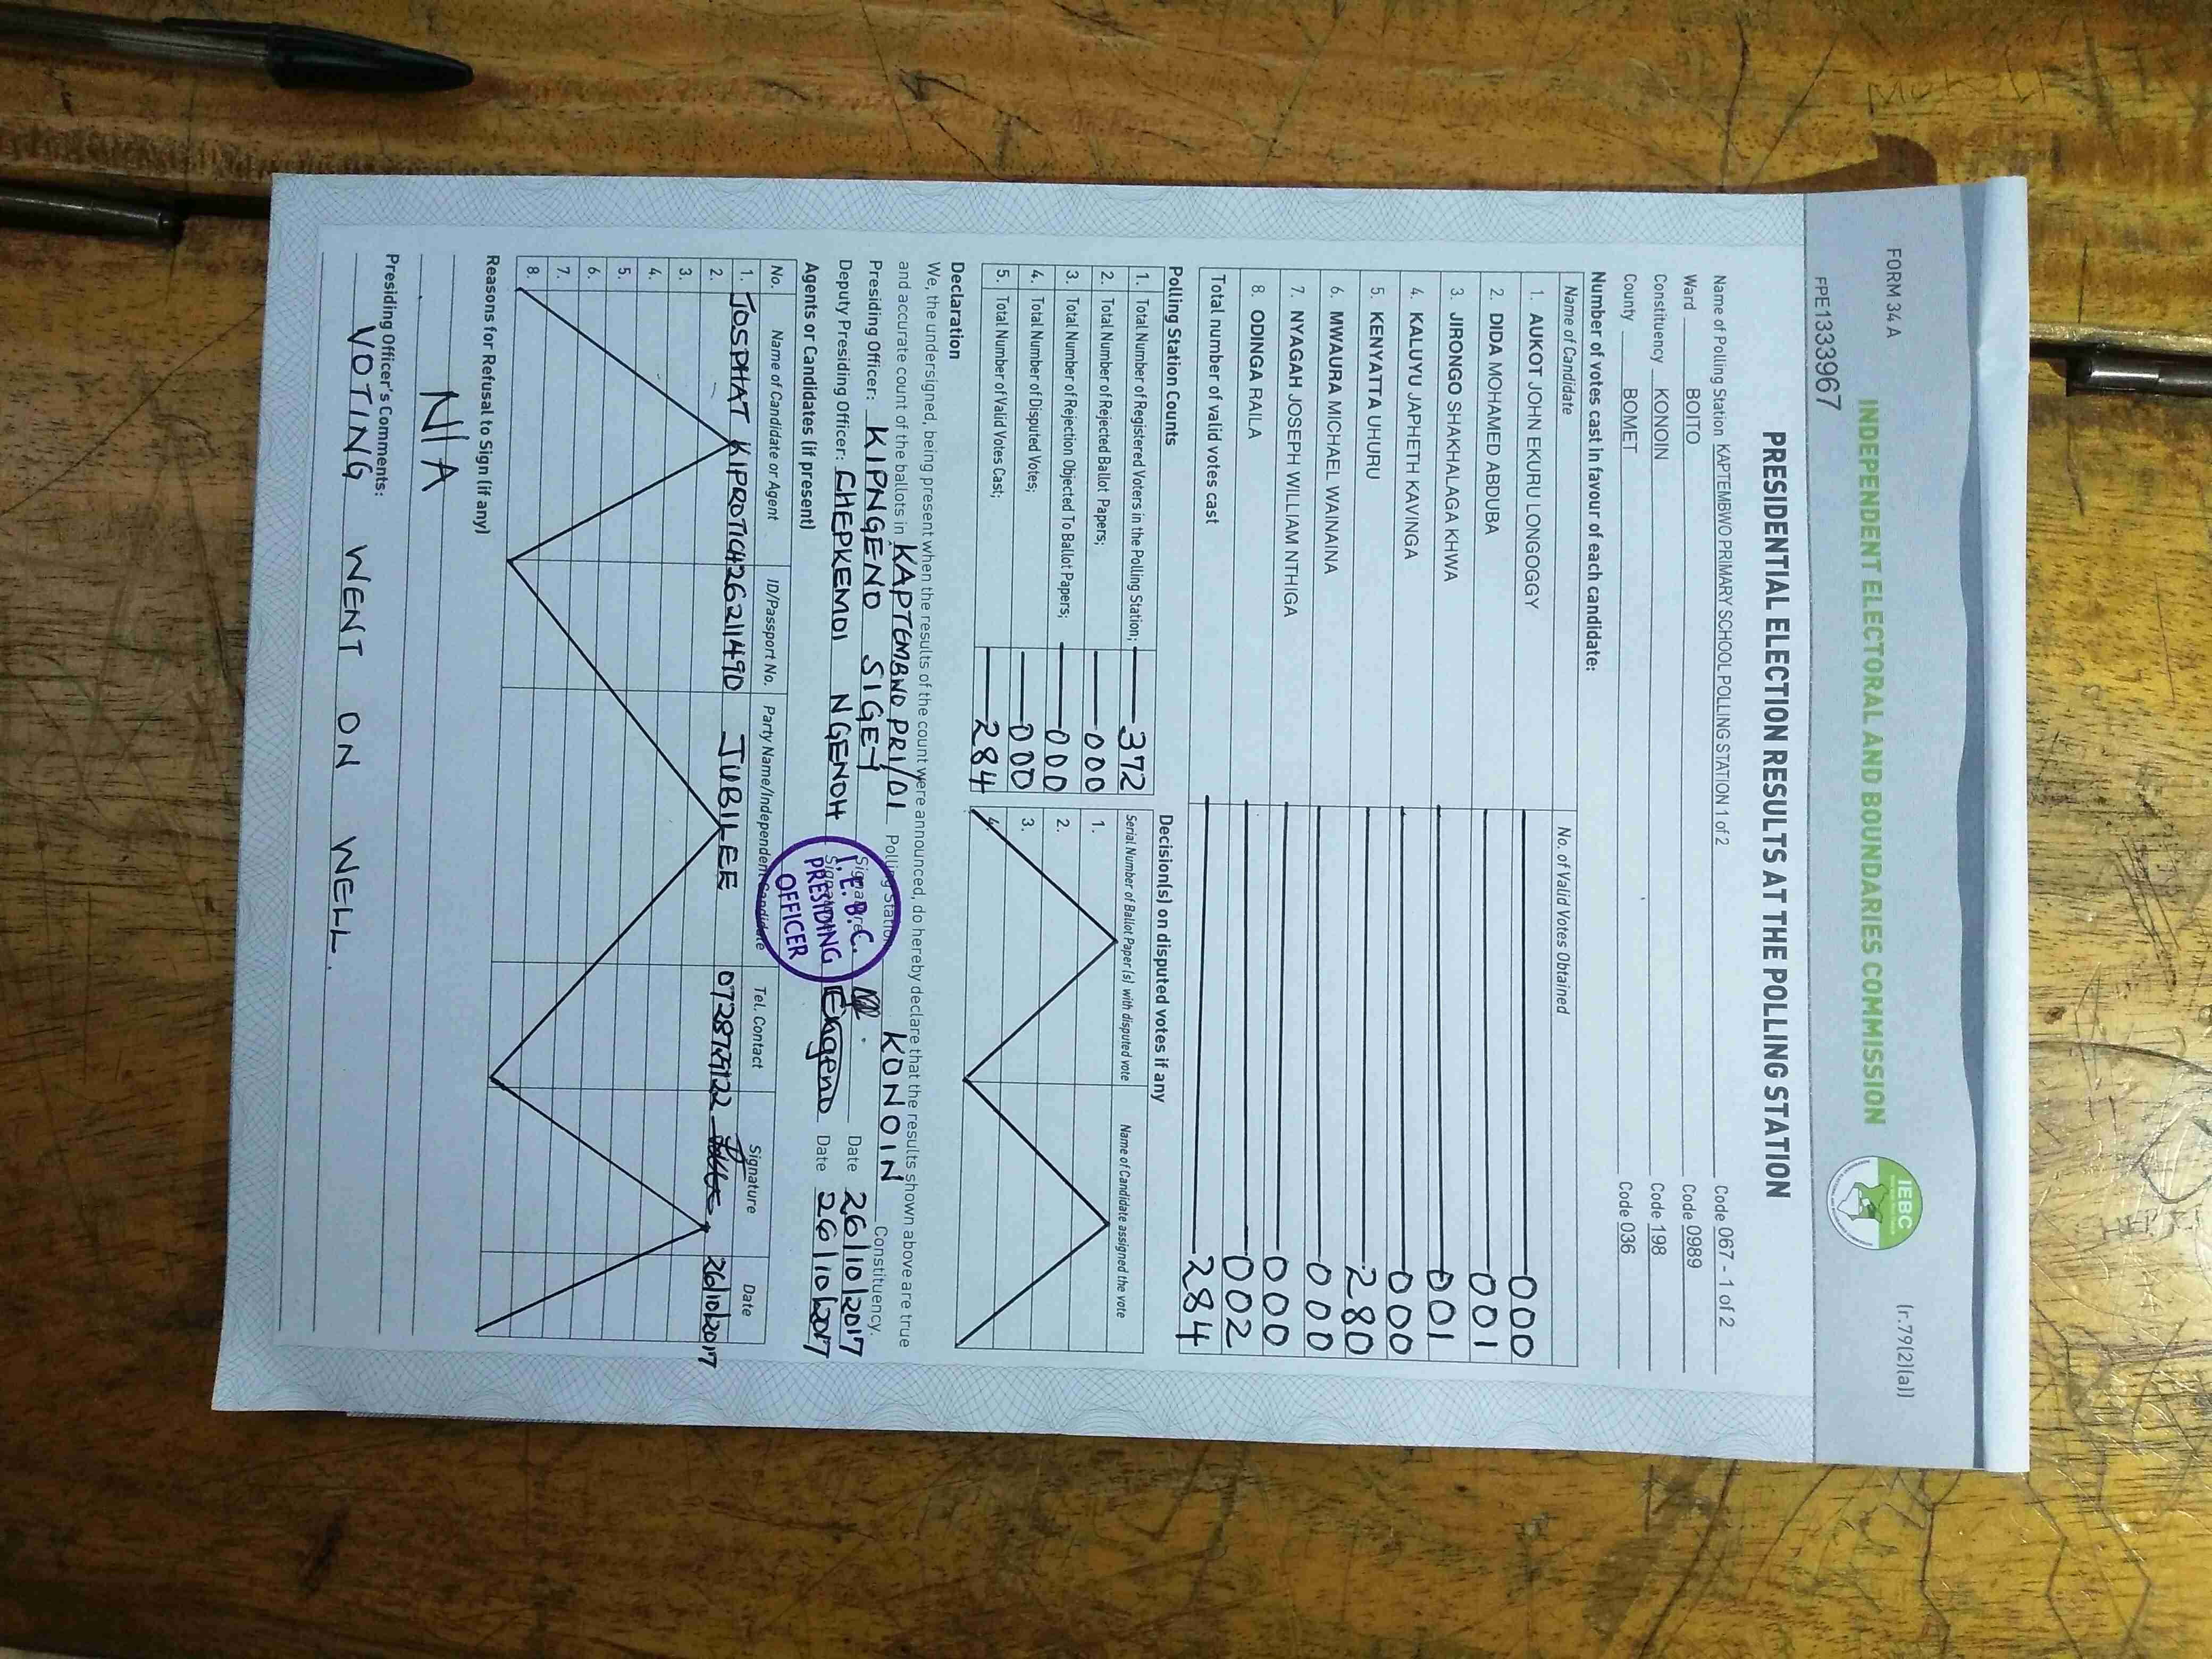 FORM 34 A
(r.79(2)(a))
INDEPENDENT ELECTORAL AND BOUNDARIES COMMISSION
IEBC
FPE1333967
PRESIDENTIAL ELECTION RESULTS AT THE POLLING STATION
Name of Polling Station KAPTEMBWO PRIMARY SCHOOL POLLING STATION 1 of 2 Code 067 - 1 of 2
Ward BOITO Code 0989
Constituency KONOIN Code 198
County BOMET Code 036
Number of votes cast in favour of each candidate:
Name of Candidate No. of Valid Votes Obtained
1. AUKOT JOHN EKURU LONGOGGY 000
2. DIDA MOHAMED ABDUBA 001
3. JIRONGO SHAKHALAGA KHWA 001
4. KALUYU JAPHETH KAVINGA 000
5. KENYATTA UHURU 280
6. MWAURA MICHAEL WAINAINA 000
7. NYAGAH JOSEPH WILLIAM NTHIGA 000
8. ODINGA RAILA 002
Total number of valid votes cast 284
Polling Station Counts Decision(s) on disputed votes if any
1. Total Number of Registered Voters in the Polling Station; 372 Serial Number of Ballot Paper (s) with disputed vote Name of Candidate assigned the vote
2. Total Number of Rejected Ballot Papers; 000 1.
3. Total Number of Rejection Objected To Ballot Papers; 000 2.
4. Total Number of Disputed Votes; 000 3.
5. Total Number of Valid Votes Cast; 284 4.
Declaration
We, the undersigned, being present when the results of the count were announced, do hereby declare that the results shown above are true
and accurate count of the ballots in KAPTEMBWO PRI/01 Polling Station KONOIN Constituency.
Presiding Officer: KIPNGENO SIGEY Signature Date 26/10/2017
Deputy Presiding Officer: CHEPKEMOI NGENOH Signature Date 26/10/2017
I.E.B.C.
PRESIDING
OFFICER
Agents or Candidates (if present)
No. Name of Candidate or Agent ID/Passport No. Party Name/Independent Candidate Tel. Contact Signature Date
1. JOSPHAT KIPROTICH 26211490 JUBILEE 26/10/2017
2.
3.
4.
5.
6.
7.
8.
Reasons for Refusal to Sign (if any)
N/A
Presiding Officer's Comments:
VOTING WENT ON WELL.